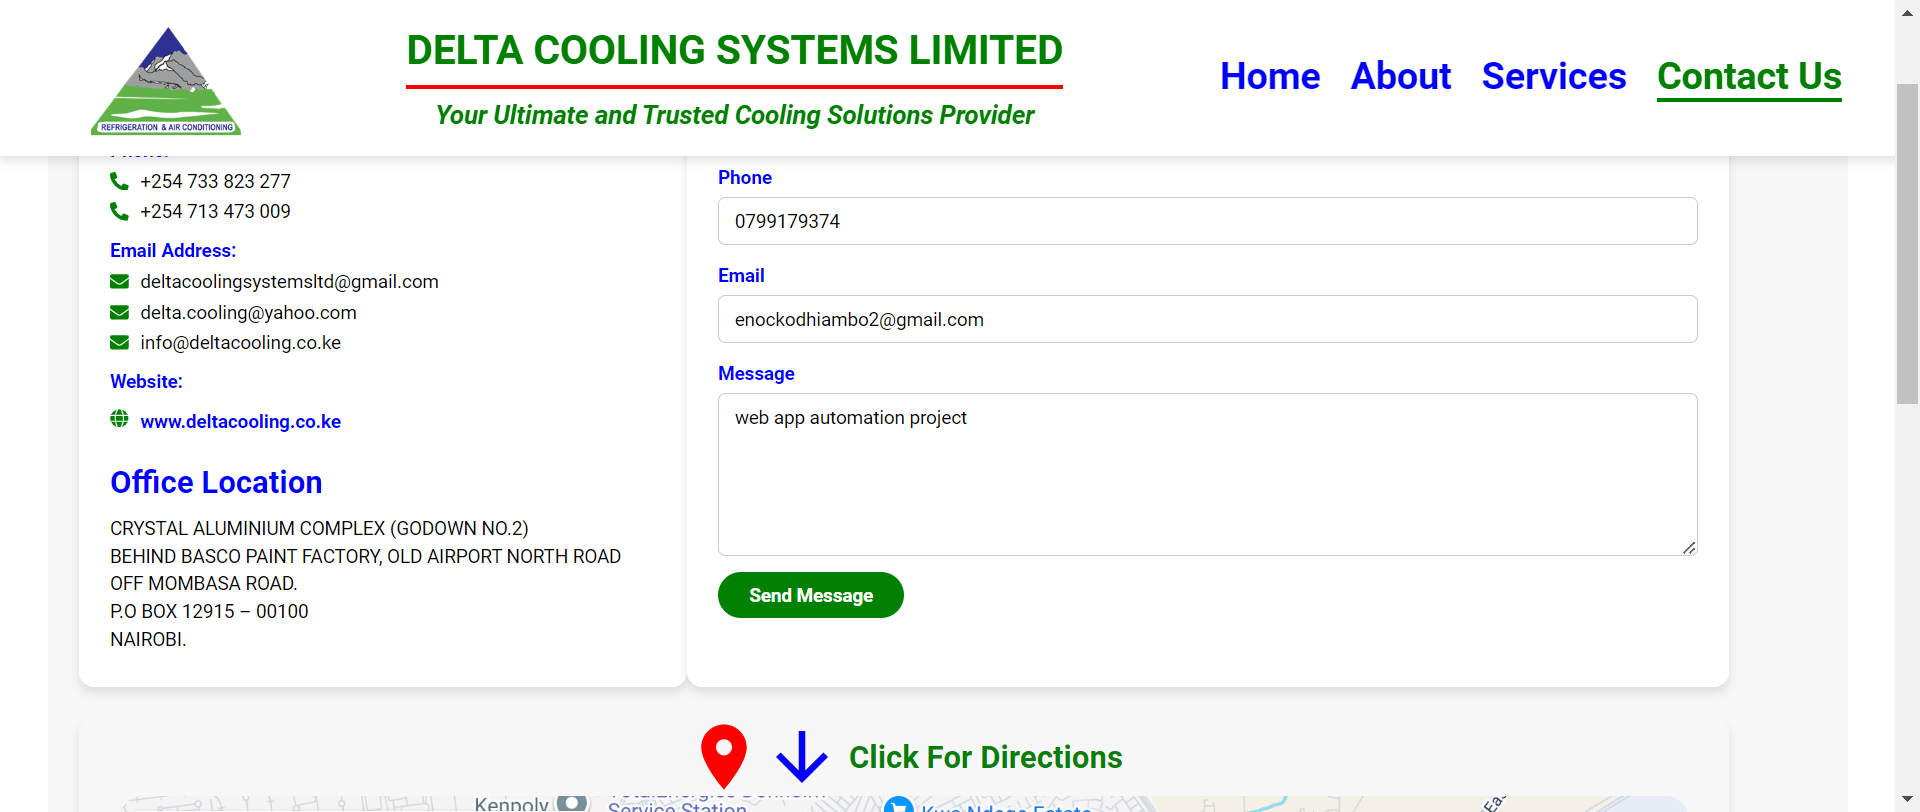 REFRIGERATION & AIR CONDITIONING
DELTA COOLING SYSTEMS LIMITED
Your Ultimate and Trusted Cooling Solutions Provider
Home
About
Services
Contact Us
+254 733 823 277
+254 713 473 009
Email Address:
deltacoolingsystemsltd@gmail.com
delta.cooling@yahoo.com
info@deltacooling.co.ke
Website:
www.deltacooling.co.ke
Office Location
CRYSTAL ALUMINIUM COMPLEX (GODOWN NO.2)
BEHIND BASCO PAINT FACTORY, OLD AIRPORT NORTH ROAD
OFF MOMBASA ROAD.
P.O BOX 12915 – 00100
NAIROBI.
Phone
0799179374
Email
enockodhiambo2@gmail.com
Message
web app automation project
Send Message
Click For Directions
Kenpoly
Service Station
Kwa Ndege Estate